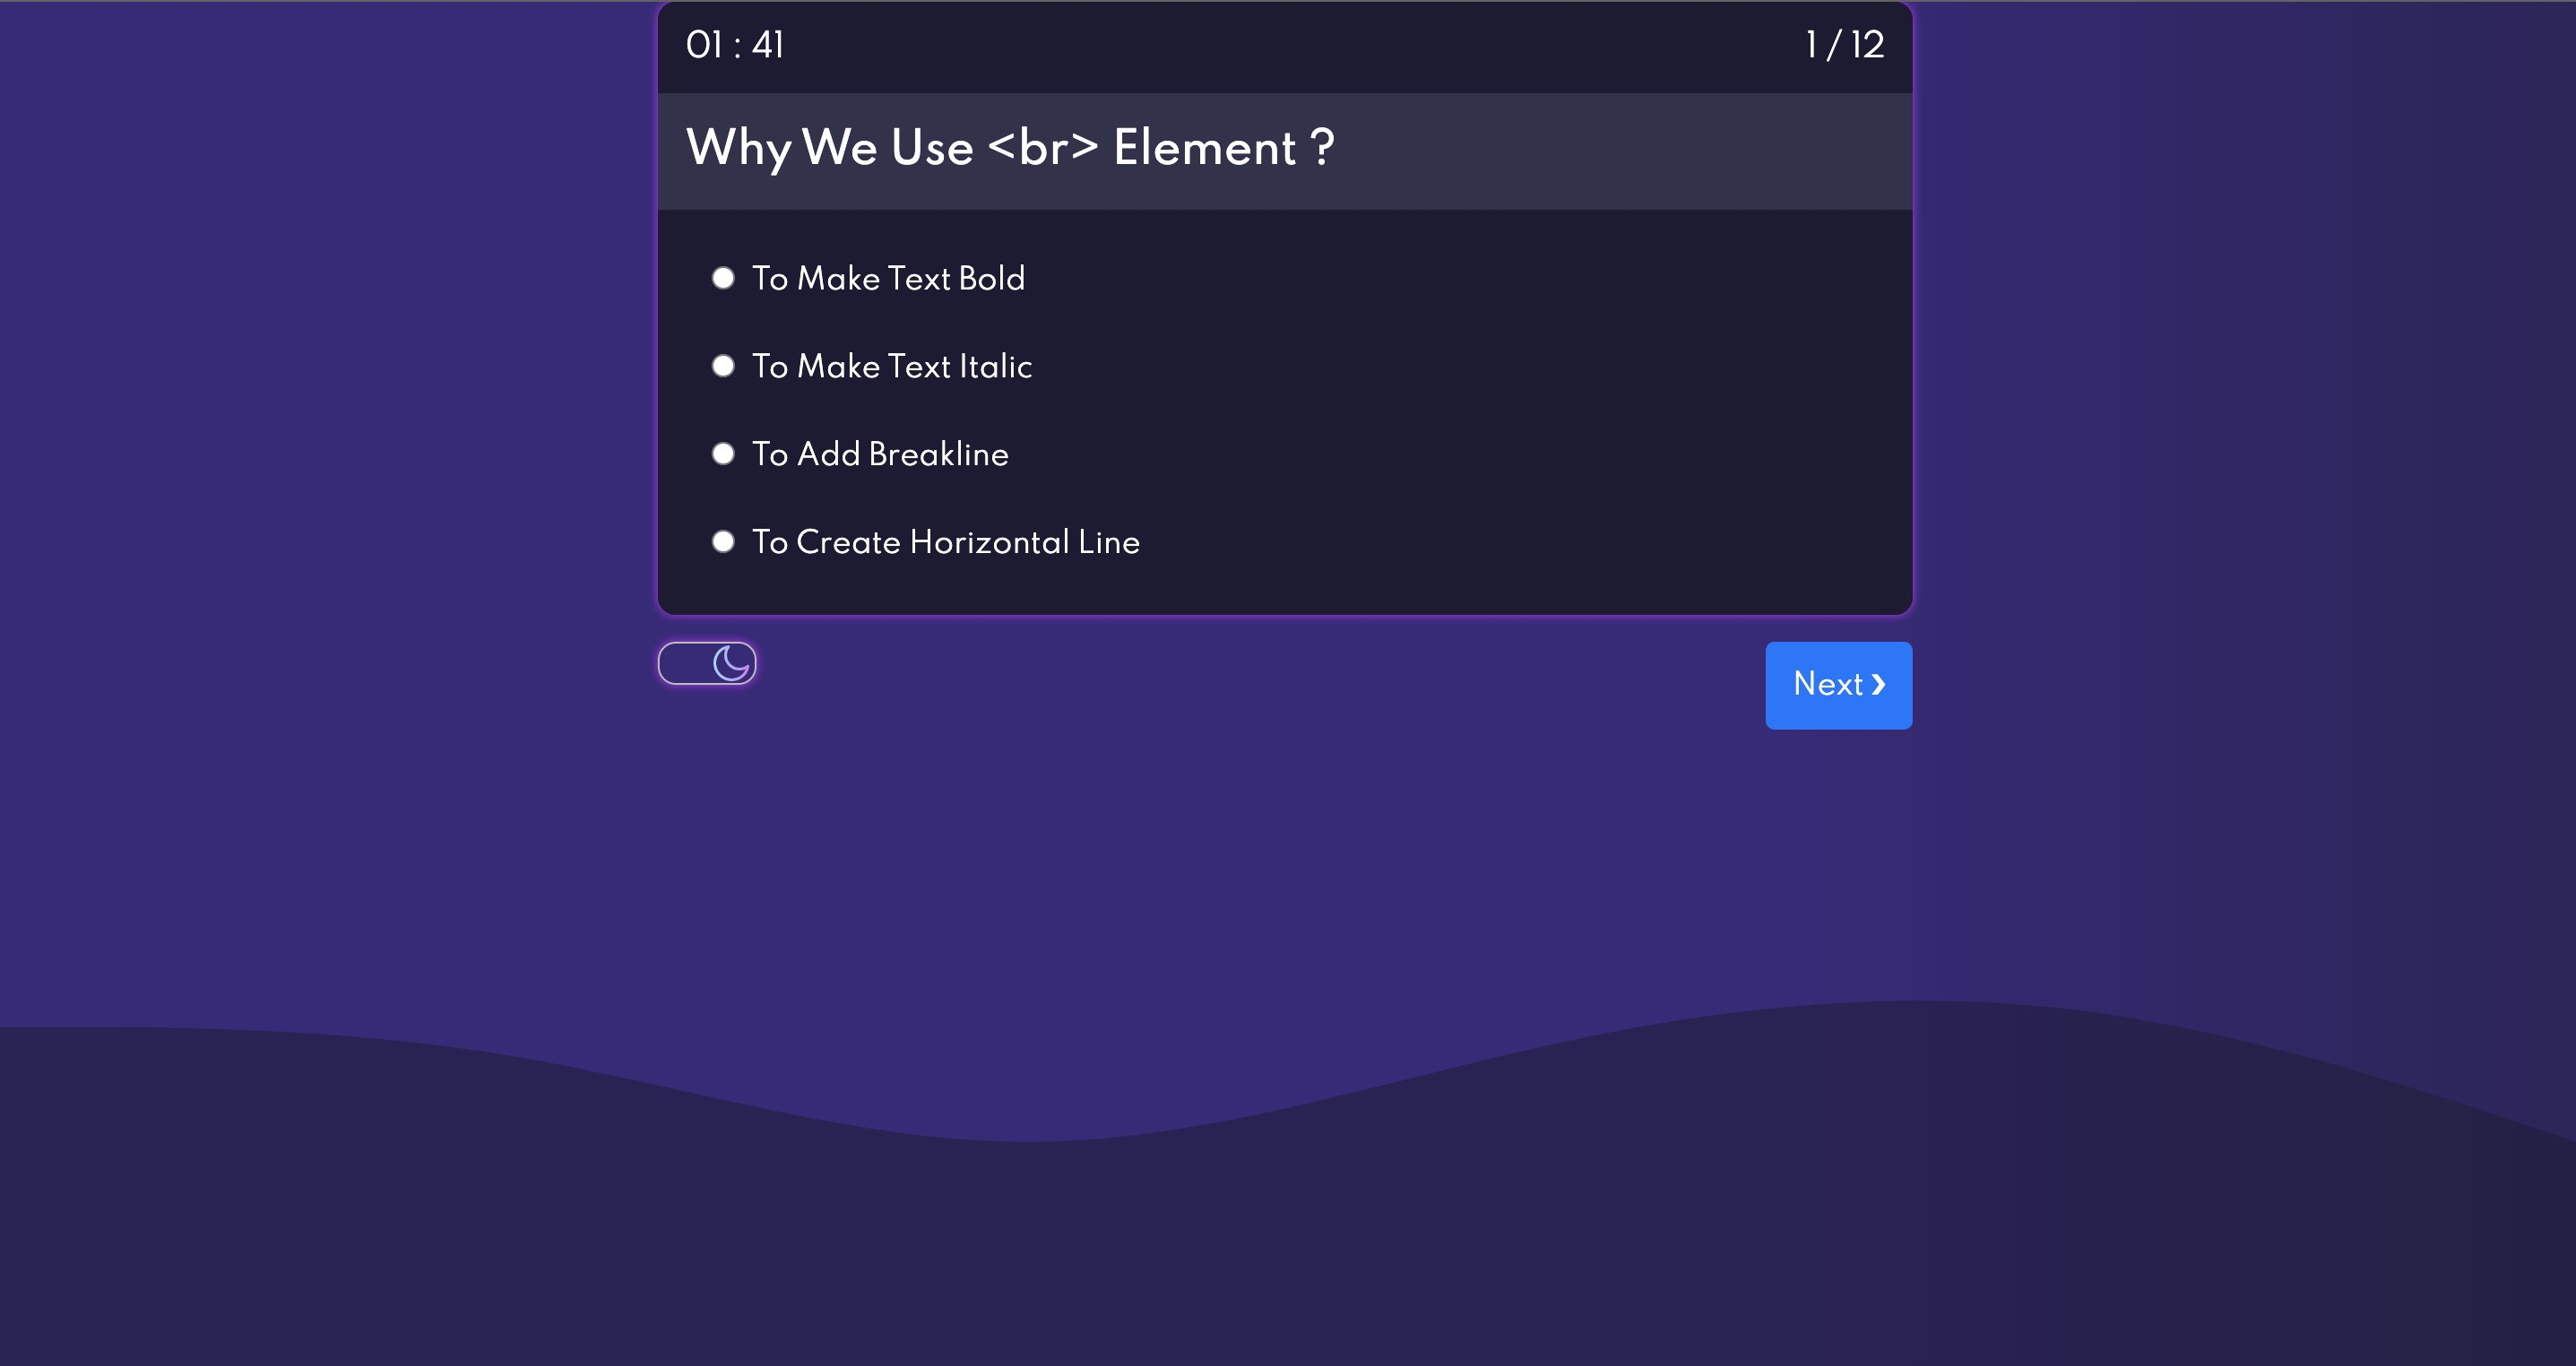 01 : 41
1 / 12
Why We Use <br> Element ?
To Make Text Bold
To Make Text Italic
To Add Breakline
To Create Horizontal Line
Next ❯